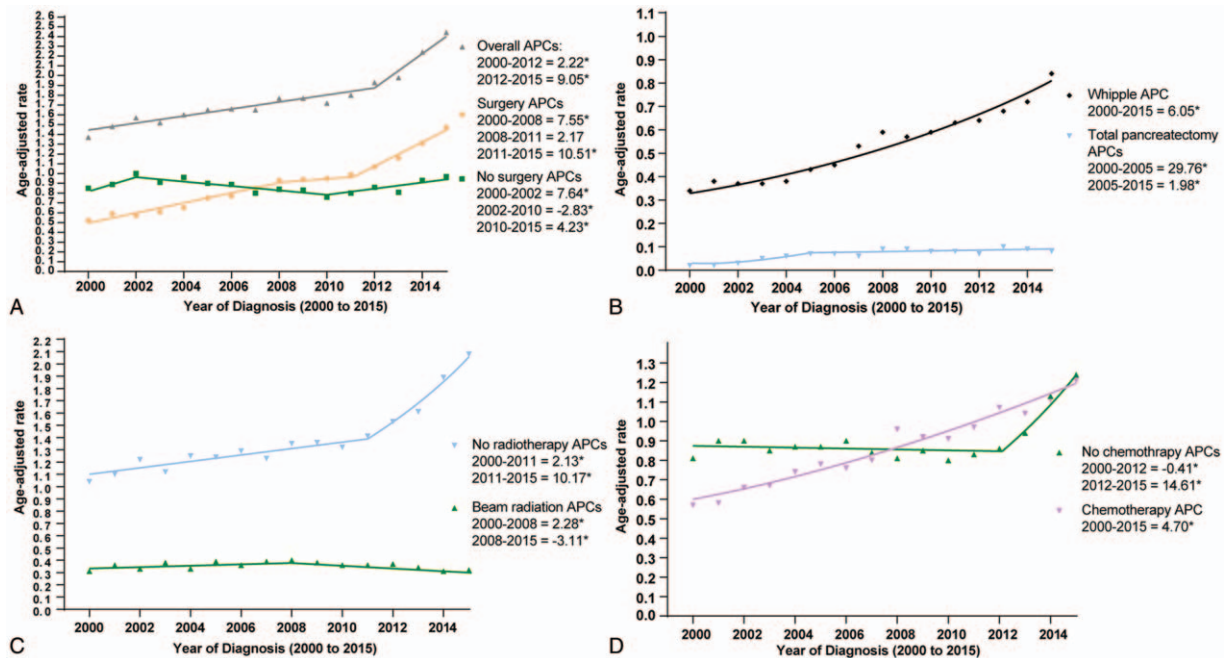 2.6
2.5
2.4
2.3
2.2
2.1
2.0
1.9
1.8
1.7
1.6
1.5
1.4
1.3
1.2
1.1
1.0
0.9
0.8
0.7
0.6
0.5
0.4
0.3
0.2
0.1
0.0
Age-adjusted rate
2000 2002 2004 2006 2008 2010 2012 2014
Year of Diagnosis (2000 to 2015)
A
Overall APCs:
2000-2012 = 2.22*
2012-2015 = 9.05*
Surgery APCs
2000-2008 = 7.55*
2008-2011 = 2.17
2011-2015 = 10.51*
No surgery APCs
2000-2002 = 7.64*
2002-2010 = -2.83*
2010-2015 = 4.23*
1.1
1.0
0.9
0.8
0.7
0.6
0.5
0.4
0.3
0.2
0.1
0.0
Age-adjusted rate
2000 2002 2004 2006 2008 2010 2012 2014
Year of Diagnosis (2000 to 2015)
B
Whipple APC
2000-2015 = 6.05*
Total pancreatectomy
APCs
2000-2005 = 29.76*
2005-2015 = 1.98*
2.2
2.1
2.0
1.9
1.8
1.7
1.6
1.5
1.4
1.3
1.2
1.1
1.0
0.9
0.8
0.7
0.6
0.5
0.4
0.3
0.2
0.1
0.0
Age-adjusted rate
2000 2002 2004 2006 2008 2010 2012 2014
Year of Diagnosis (2000 to 2015)
C
No radiotherapy APCs
2000-2011 = 2.13*
2011-2015 = 10.17*
Beam radiation APCs
2000-2008 = 2.28*
2008-2015 = -3.11*
1.3
1.2
1.1
1.0
0.9
0.8
0.7
0.6
0.5
0.4
0.3
0.2
0.1
0.0
Age-adjusted rate
2000 2002 2004 2006 2008 2010 2012 2014
Year of Diagnosis (2000 to 2015)
D
No chemothrapy APCs
2000-2012 = -0.41*
2012-2015 = 14.61*
Chemotherapy APC
2000-2015 = 4.70*